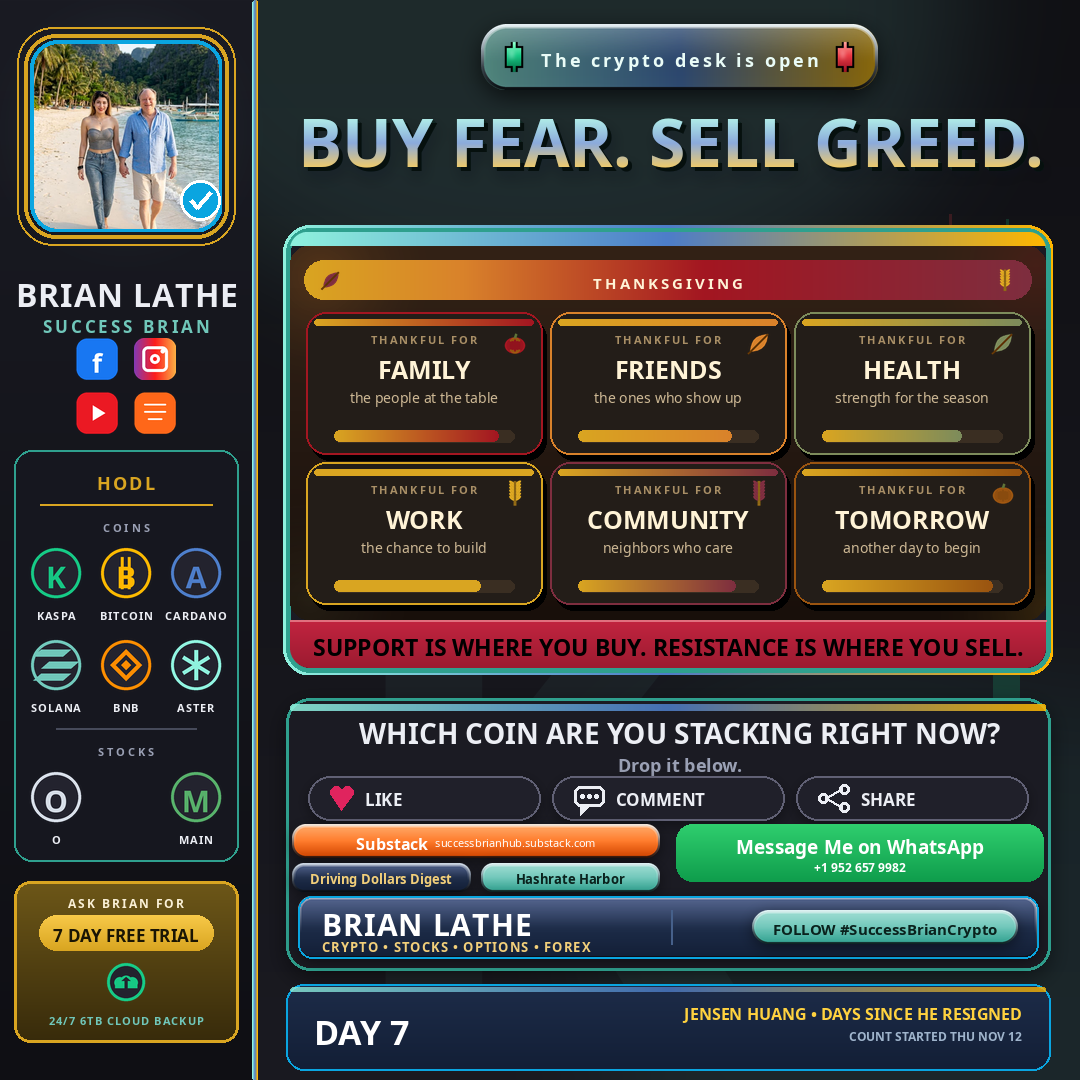 The crypto desk is open
BUY FEAR. SELL GREED.
BRIAN LATHE
SUCCESS BRIAN
f
HODL
COINS
K
B
A
KASPA
BITCOIN
CARDANO
SOLANA
BNB
ASTER
STOCKS
O
M
O
MAIN
ASK BRIAN FOR
7 DAY FREE TRIAL
24/7 6TB CLOUD BACKUP
THANKSGIVING
THANKFUL FOR
FAMILY
the people at the table
THANKFUL FOR
FRIENDS
the ones who show up
THANKFUL FOR
HEALTH
strength for the season
THANKFUL FOR
WORK
the chance to build
THANKFUL FOR
COMMUNITY
neighbors who care
THANKFUL FOR
TOMORROW
another day to begin
SUPPORT IS WHERE YOU BUY. RESISTANCE IS WHERE YOU SELL.
WHICH COIN ARE YOU STACKING RIGHT NOW?
Drop it below.
LIKE
COMMENT
SHARE
Substack successbrianhub.substack.com
Driving Dollars Digest
Hashrate Harbor
Message Me on WhatsApp
+1 952 657 9982
BRIAN LATHE
CRYPTO • STOCKS • OPTIONS • FOREX
FOLLOW #SuccessBrianCrypto
DAY 7
JENSEN HUANG • DAYS SINCE HE RESIGNED
COUNT STARTED THU NOV 12